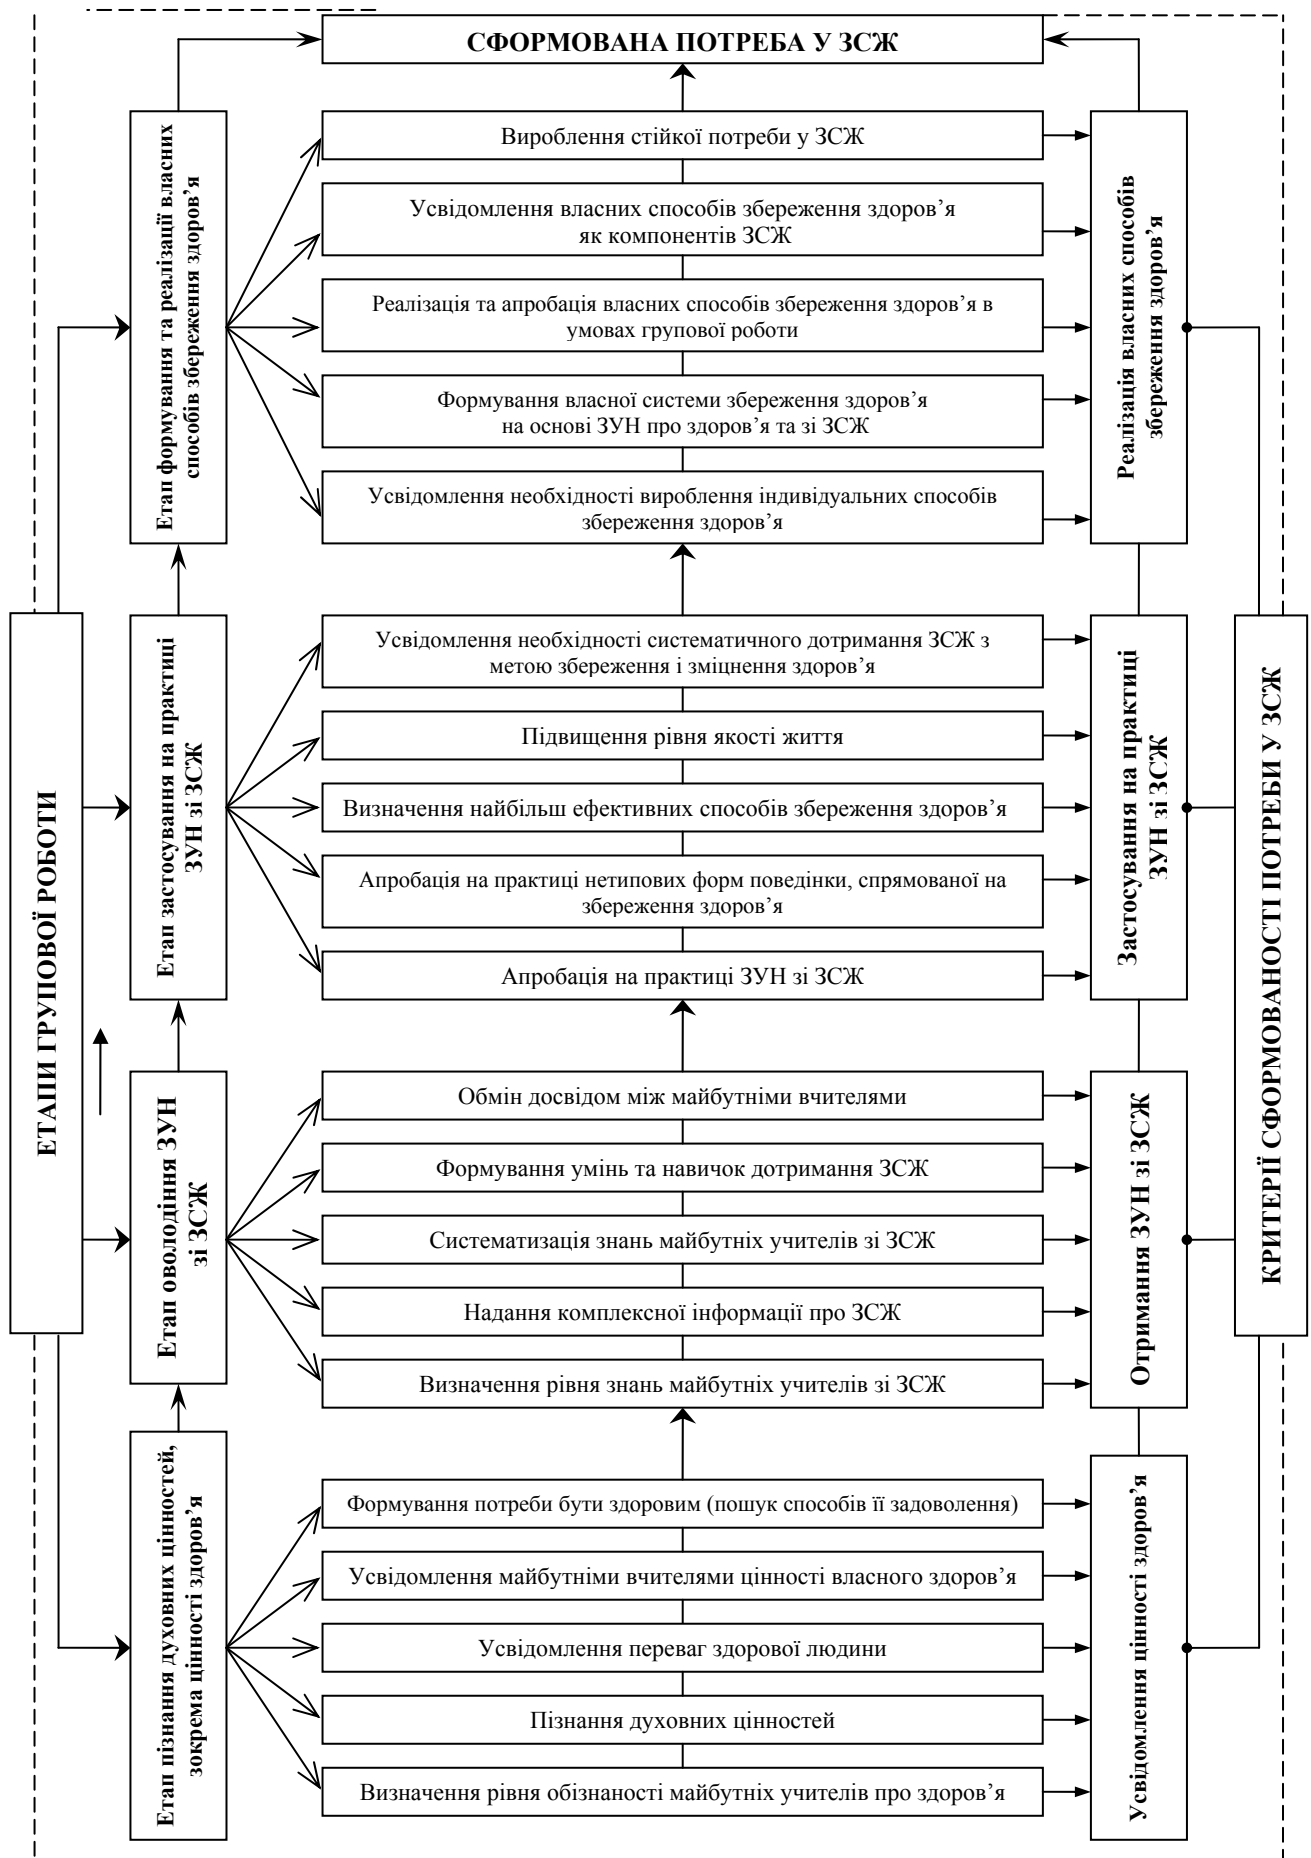 СФОРМОВАНА ПОТРЕБА У ЗСЖ
ЕТАПИ ГРУПОВОЇ РОБОТИ
Етап формування та реалізації власних
способів збереження здоров’я
Вироблення стійкої потреби у ЗСЖ
Усвідомлення власних способів збереження здоров’я
як компонентів ЗСЖ
Реалізація та апробація власних способів збереження здоров’я в
умовах групової роботи
Формування власної системи збереження здоров’я
на основі ЗУН про здоров’я та зі ЗСЖ
Усвідомлення необхідності вироблення індивідуальних способів
збереження здоров’я
Реалізація власних способів
збереження здоров’я
Етап застосування на практиці
ЗУН зі ЗСЖ
Усвідомлення необхідності систематичного дотримання ЗСЖ з
метою збереження і зміцнення здоров’я
Підвищення рівня якості життя
Визначення найбільш ефективних способів збереження здоров’я
Апробація на практиці нетипових форм поведінки, спрямованої на
збереження здоров’я
Апробація на практиці ЗУН зі ЗСЖ
Застосування на практиці
ЗУН зі ЗСЖ
Етап оволодіння ЗУН
зі ЗСЖ
Обмін досвідом між майбутніми вчителями
Формування умінь та навичок дотримання ЗСЖ
Систематизація знань майбутніх учителів зі ЗСЖ
Надання комплексної інформації про ЗСЖ
Визначення рівня знань майбутніх учителів зі ЗСЖ
Отримання ЗУН зі ЗСЖ
Етап пізнання духовних цінностей,
зокрема цінності здоров’я
Формування потреби бути здоровим (пошук способів її задоволення)
Усвідомлення майбутніми вчителями цінності власного здоров’я
Усвідомлення переваг здорової людини
Пізнання духовних цінностей
Визначення рівня обізнаності майбутніх учителів про здоров’я
Усвідомлення цінності здоров’я
КРИТЕРІЇ СФОРМОВАНОСТІ ПОТРЕБИ У ЗСЖ